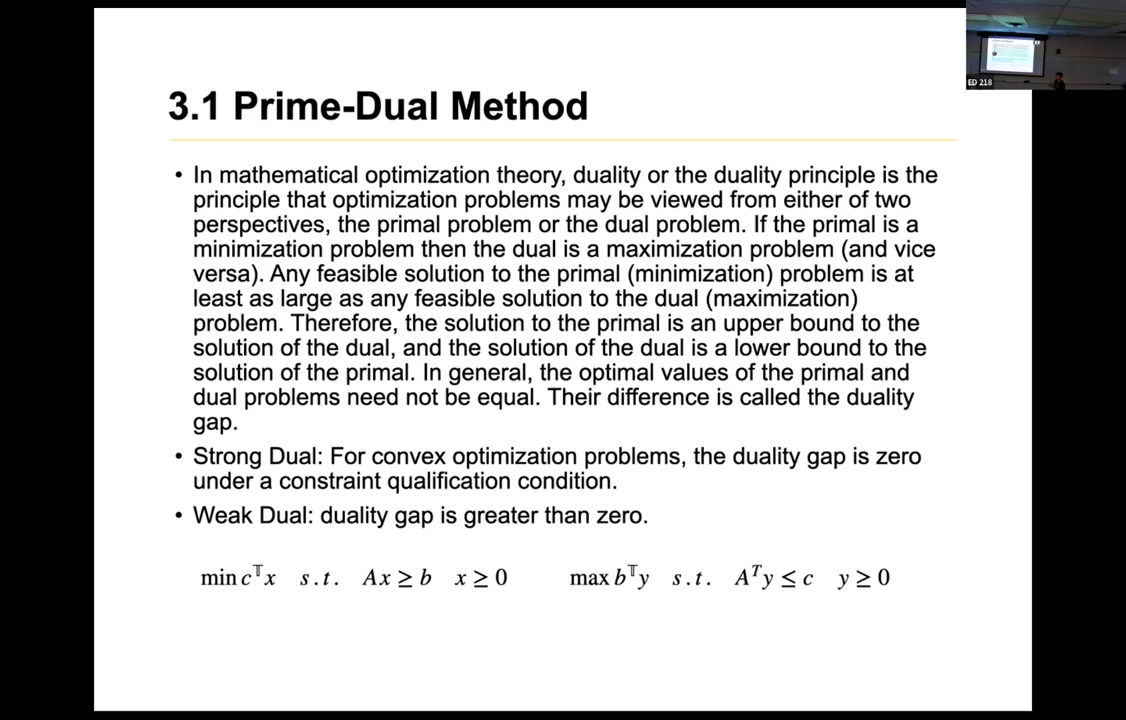 3.1 Prime-Dual Method
• In mathematical optimization theory, duality or the duality principle is the
principle that optimization problems may be viewed from either of two
perspectives, the primal problem or the dual problem. If the primal is a
minimization problem then the dual is a maximization problem (and vice
versa). Any feasible solution to the primal (minimization) problem is at
least as large as any feasible solution to the dual (maximization)
problem. Therefore, the solution to the primal is an upper bound to the
solution of the dual, and the solution of the dual is a lower bound to the
solution of the primal. In general, the optimal values of the primal and
dual problems need not be equal. Their difference is called the duality
gap.
• Strong Dual: For convex optimization problems, the duality gap is zero
under a constraint qualification condition.
• Weak Dual: duality gap is greater than zero.
min c^𝕋 x s.t. Ax ≥ b x ≥ 0 max b^𝕋 y s.t. A^T y ≤ c y ≥ 0
ED 218